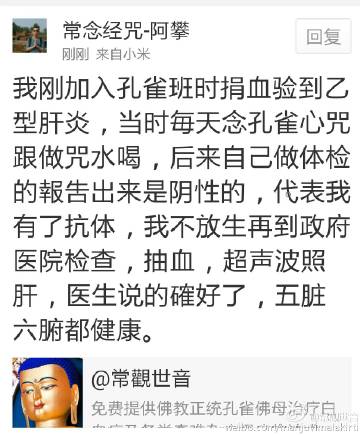 常念经咒-阿攀
刚刚 来自小米
回复
我刚加入孔雀班时捐血验到乙
型肝炎，当时每天念孔雀心咒
跟做咒水喝，后来自己做体检
的報告出来是阴性的，代表我
有了抗体，我不放生再到政府
医院检查，抽血，超声波照
肝，医生说的確好了，五脏
六腑都健康。
@常觀世音
免费提供佛教正统孔雀佛母治疗白